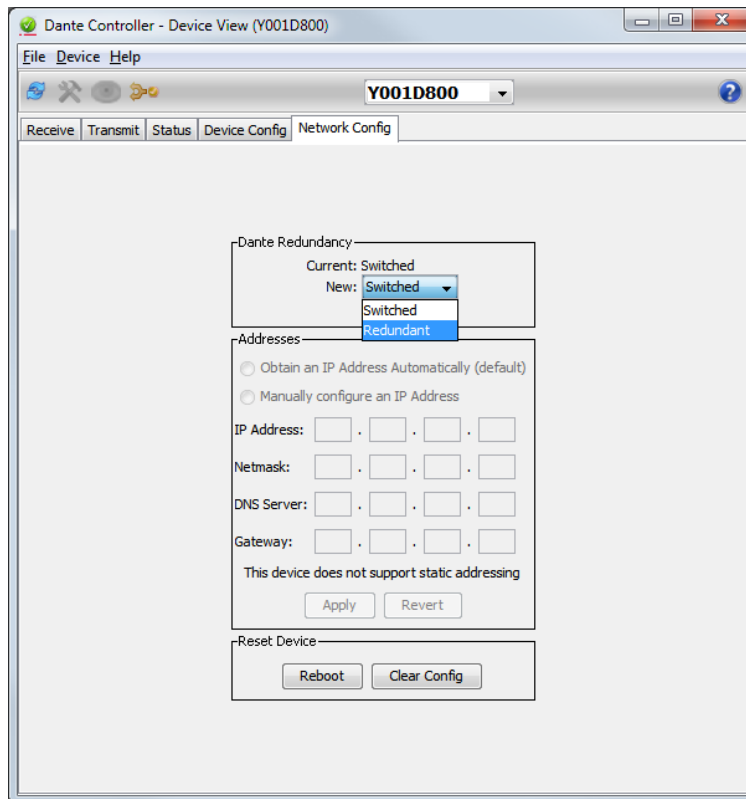 Dante Controller - Device View (Y001D800)
File Device Help
Y001D800
?
Receive Transmit Status Device Config Network Config
Dante Redundancy
Current: Switched
New: Switched
Switched
Redundant
Addresses
Obtain an IP Address Automatically (default)
Manually configure an IP Address
IP Address: . . .
Netmask: . . .
DNS Server: . . .
Gateway: . . .
This device does not support static addressing
Apply Revert
Reset Device
Reboot Clear Config